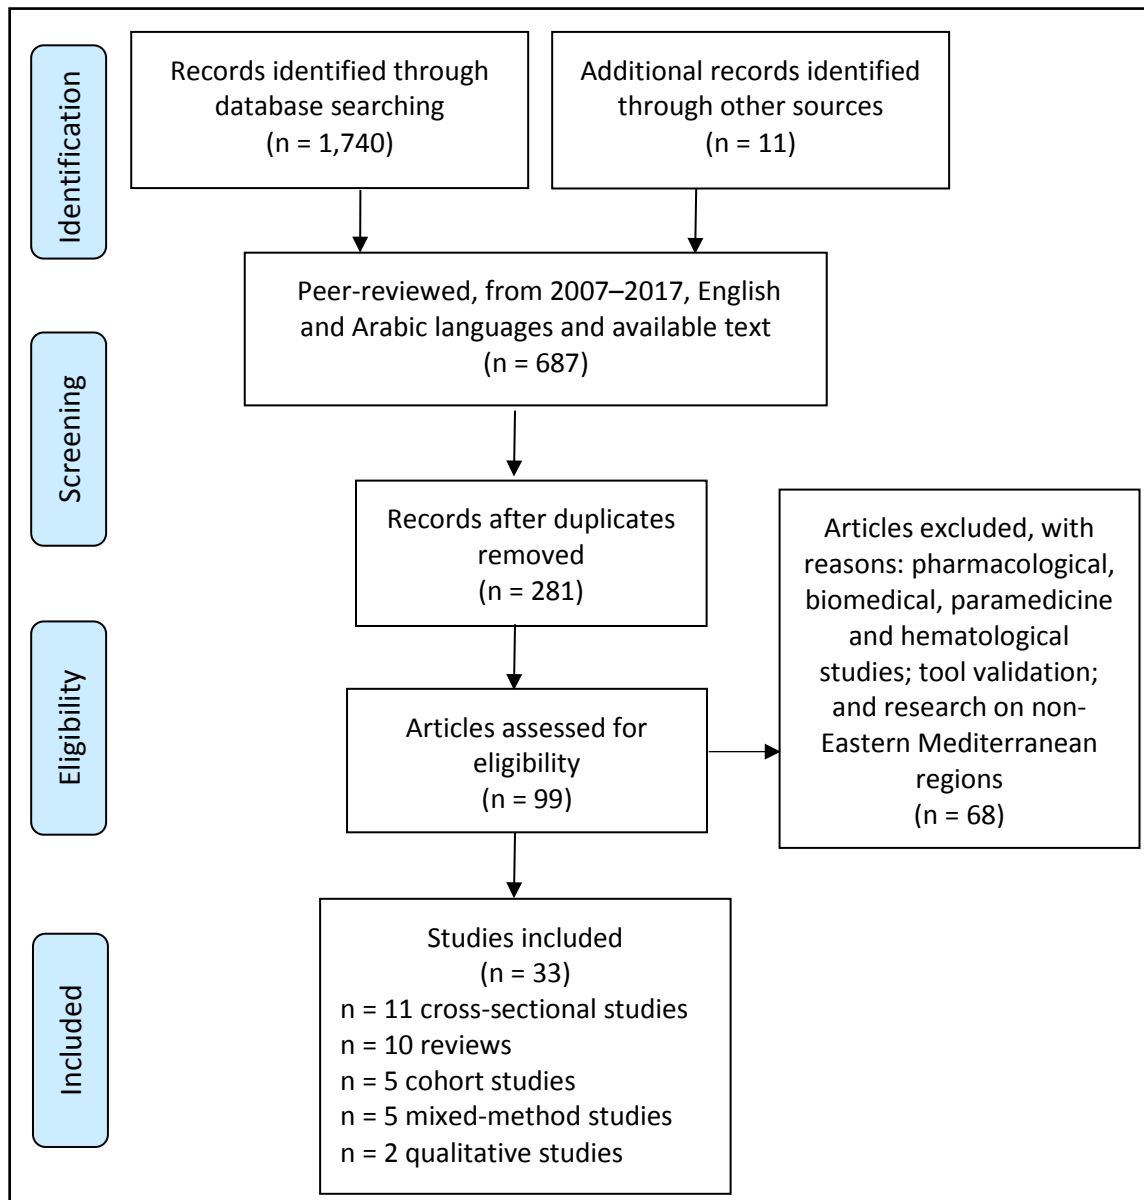 Identification
Records identified through
database searching
(n = 1,740)
Additional records identified
through other sources
(n = 11)
Peer-reviewed, from 2007–2017, English
and Arabic languages and available text
(n = 687)
Screening
Records after duplicates
removed
(n = 281)
Articles excluded, with
reasons: pharmacological,
biomedical, paramedicine
and hematological
studies; tool validation;
and research on non-
Eastern Mediterranean
regions
(n = 68)
Eligibility
Articles assessed for
eligibility
(n = 99)
Included
Studies included
(n = 33)
n = 11 cross-sectional studies
n = 10 reviews
n = 5 cohort studies
n = 5 mixed-method studies
n = 2 qualitative studies